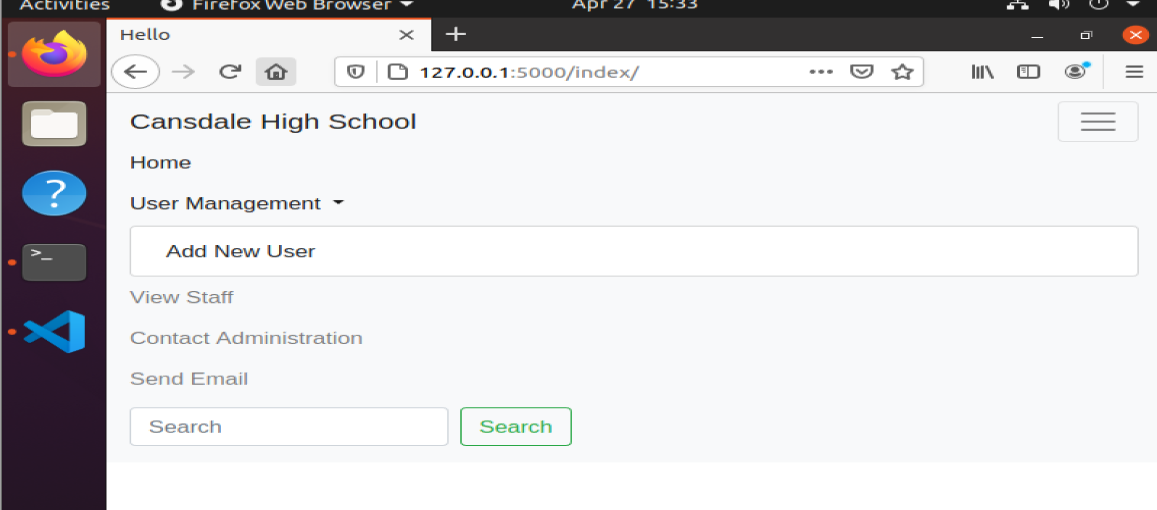 Activities Firefox Web Browser Apr 27 15:33
Hello
127.0.0.1:5000/index/
Cansdale High School
Home
User Management
Add New User
View Staff
Contact Administration
Send Email
Search Search